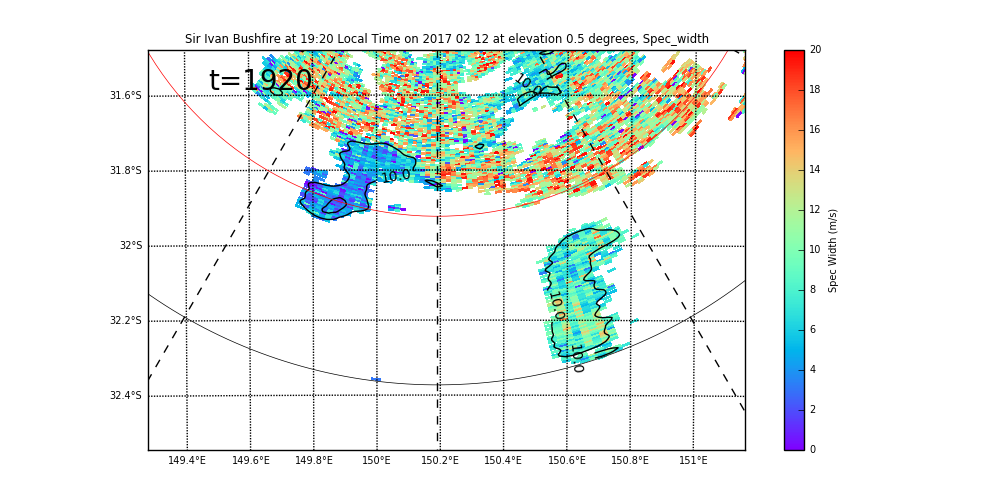 Sir Ivan Bushfire at 19:20 Local Time on 2017 02 12 at elevation 0.5 degrees, Spec_width
t=1920
31.6°S
31.8°S
32°S
32.2°S
32.4°S
10.0
10.0
10.0
10.0
149.4°E 149.6°E 149.8°E 150°E 150.2°E 150.4°E 150.6°E 150.8°E 151°E
20
18
16
14
12
10
8
6
4
2
0
Spec Width (m/s)